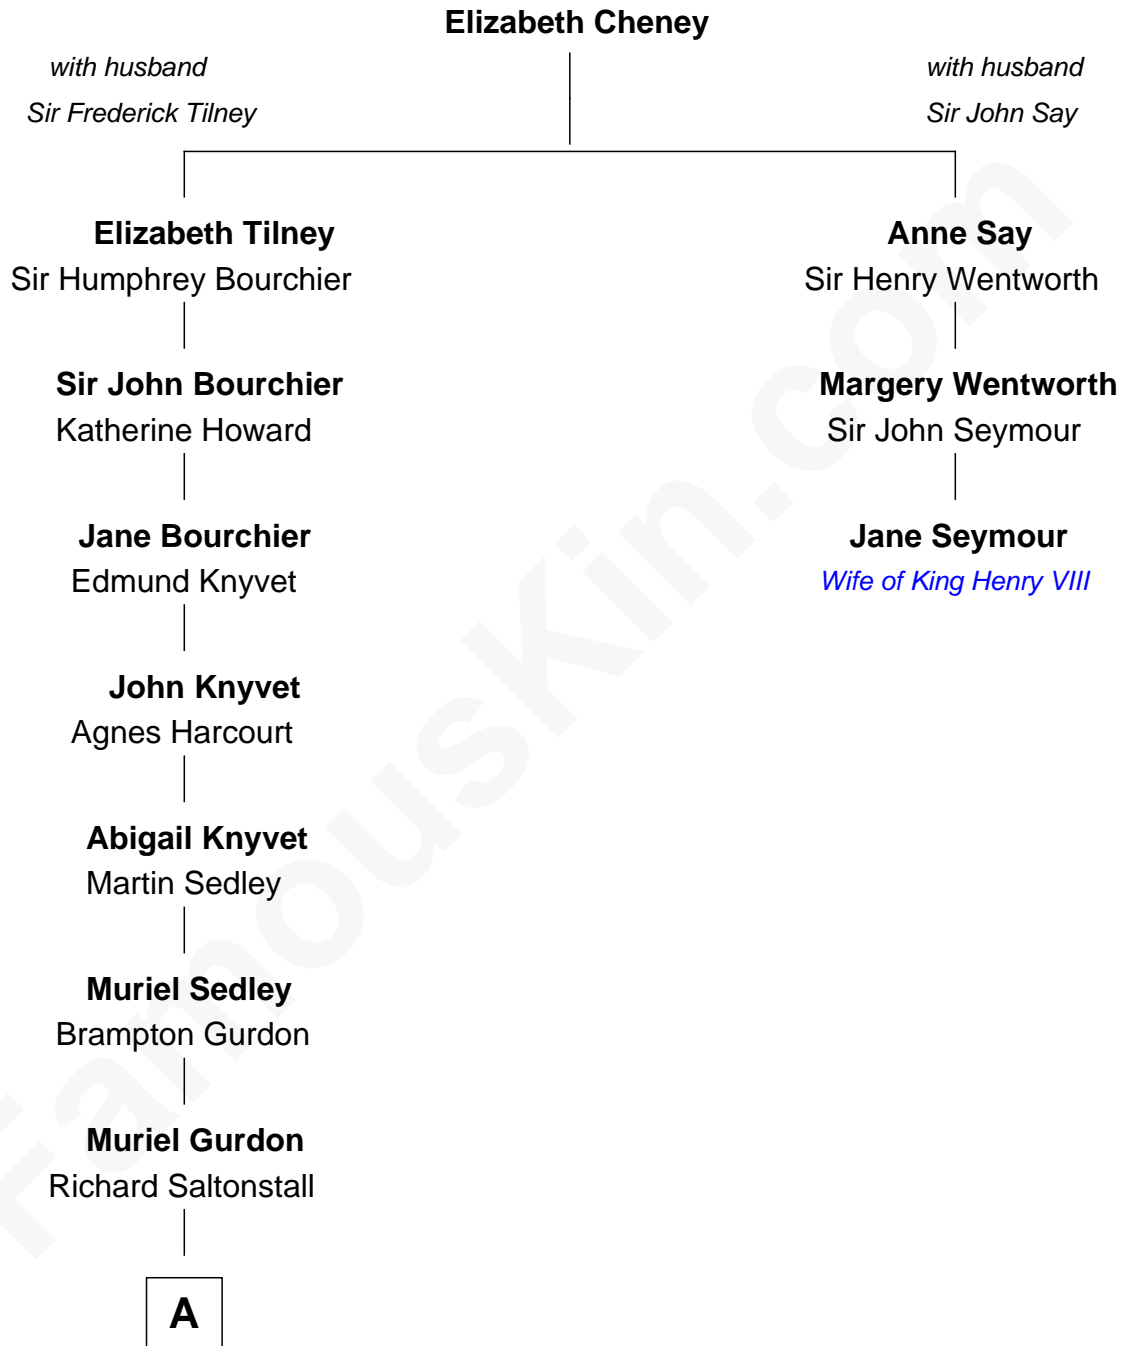 Elizabeth Cheney
with husband
Sir Frederick Tilney
with husband
Sir John Say
Elizabeth Tilney
Sir Humphrey Bourchier
Anne Say
Sir Henry Wentworth
Sir John Bourchier
Katherine Howard
Margery Wentworth
Sir John Seymour
Jane Bourchier
Edmund Knyvet
Jane Seymour
Wife of King Henry VIII
John Knyvet
Agnes Harcourt
Abigail Knyvet
Martin Sedley
Muriel Sedley
Brampton Gurdon
Muriel Gurdon
Richard Saltonstall
A
FamousKin.com